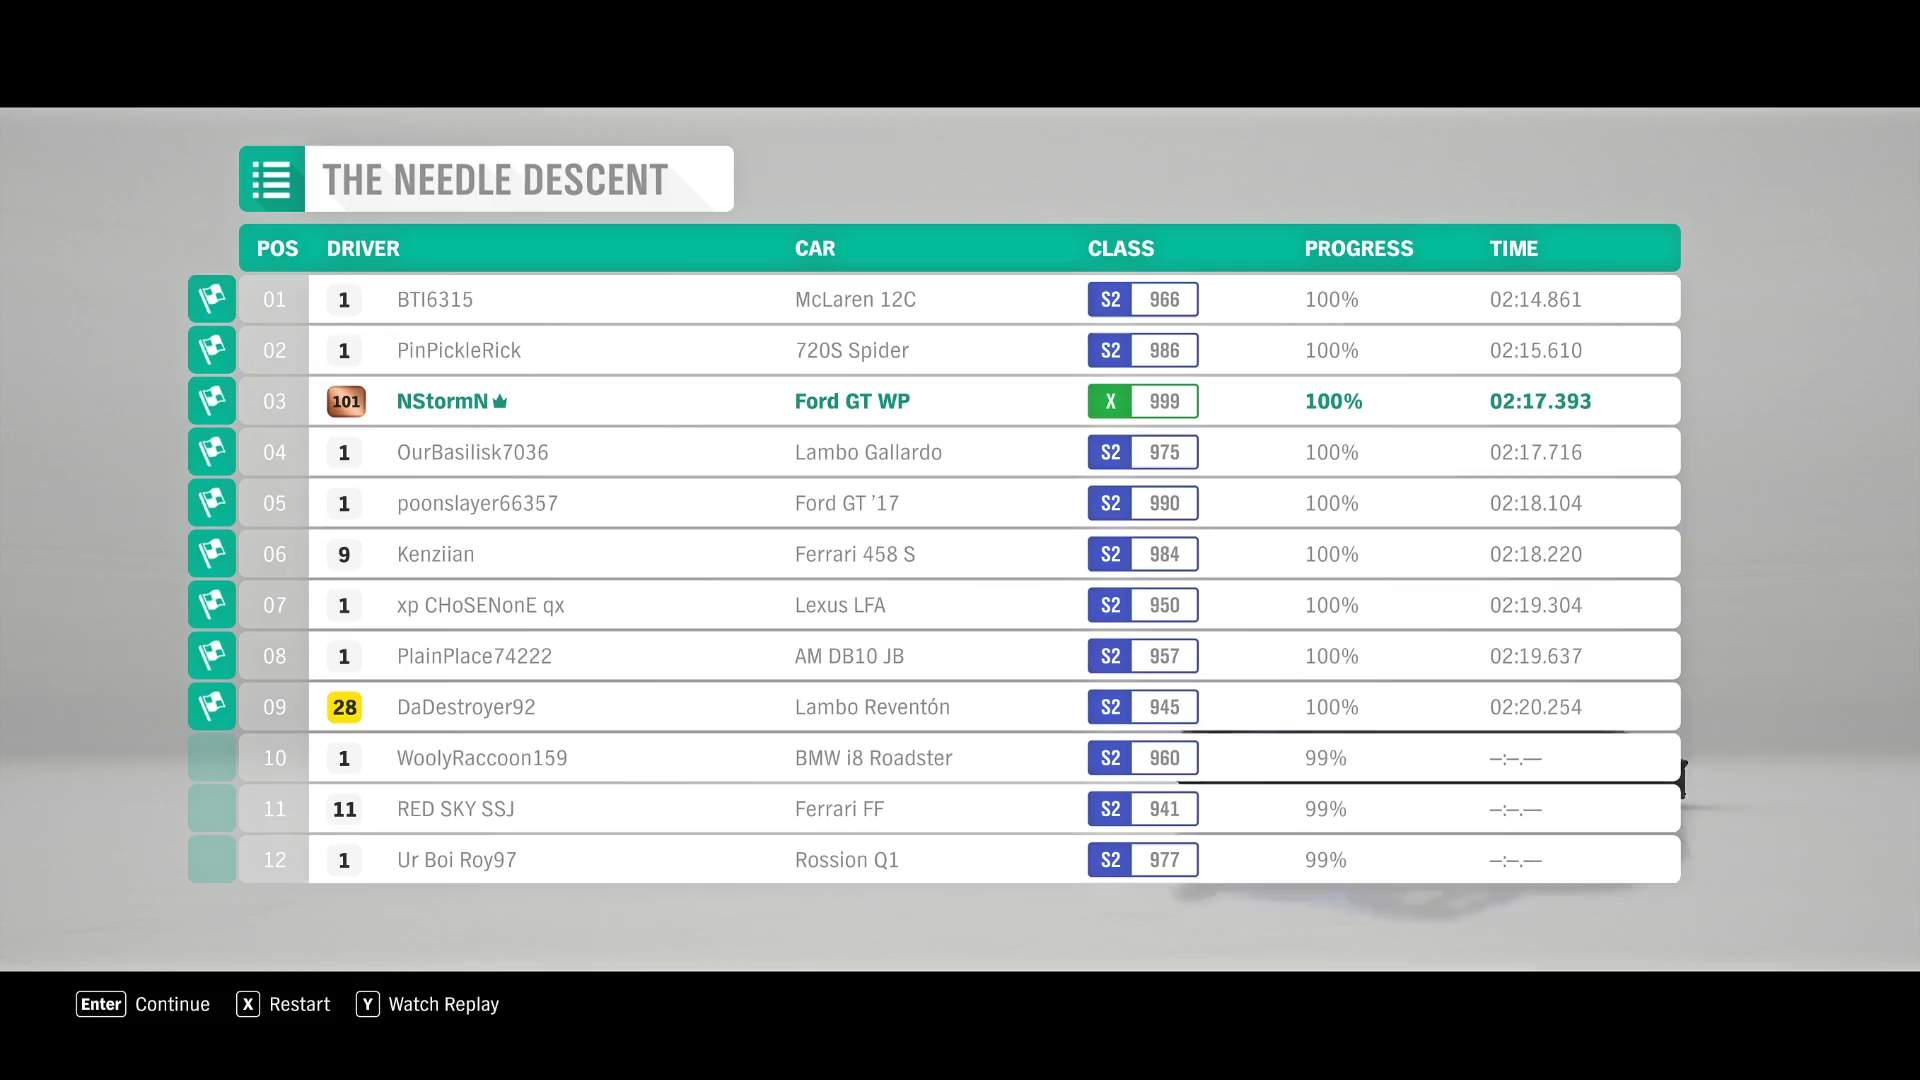 THE NEEDLE DESCENT
POS DRIVER CAR CLASS PROGRESS TIME
01 1 BTI6315 McLaren 12C S2 966 100% 02:14.861
02 1 PinPickleRick 720S Spider S2 986 100% 02:15.610
03 101 NStormN Ford GT WP X 999 100% 02:17.393
04 1 OurBasilisk7036 Lambo Gallardo S2 975 100% 02:17.716
05 1 poonslayer66357 Ford GT ’17 S2 990 100% 02:18.104
06 9 Kenziian Ferrari 458 S S2 984 100% 02:18.220
07 1 xp CHoSENonE qx Lexus LFA S2 950 100% 02:19.304
08 1 PlainPlace74222 AM DB10 JB S2 957 100% 02:19.637
09 28 DaDestroyer92 Lambo Reventón S2 945 100% 02:20.254
10 1 WoolyRaccoon159 BMW i8 Roadster S2 960 99% –:–.––
11 11 RED SKY SSJ Ferrari FF S2 941 99% –:–.––
12 1 Ur Boi Roy97 Rossion Q1 S2 977 99% –:–.––
Enter Continue X Restart Y Watch Replay